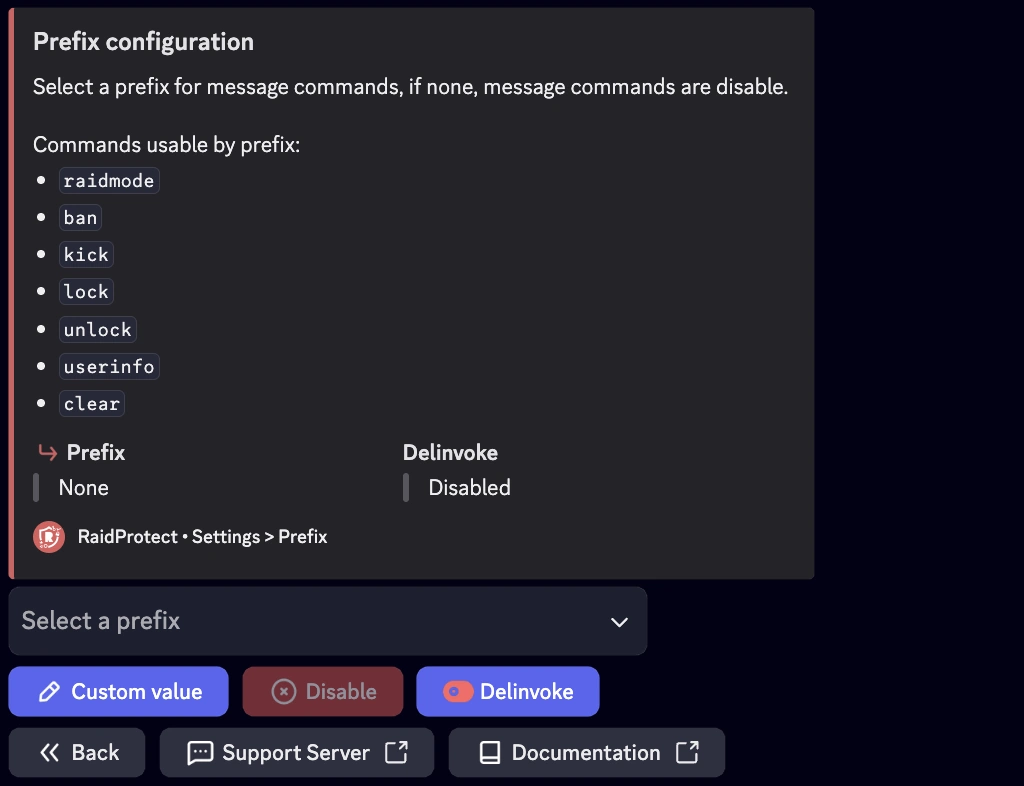 Prefix configuration
Select a prefix for message commands, if none, message commands are disable.
Commands usable by prefix:
raidmode
ban
kick
lock
unlock
userinfo
clear
Prefix
Delinvoke
None
Disabled
RaidProtect • Settings > Prefix
Select a prefix
Custom value
Disable
Delinvoke
Back
Support Server
Documentation